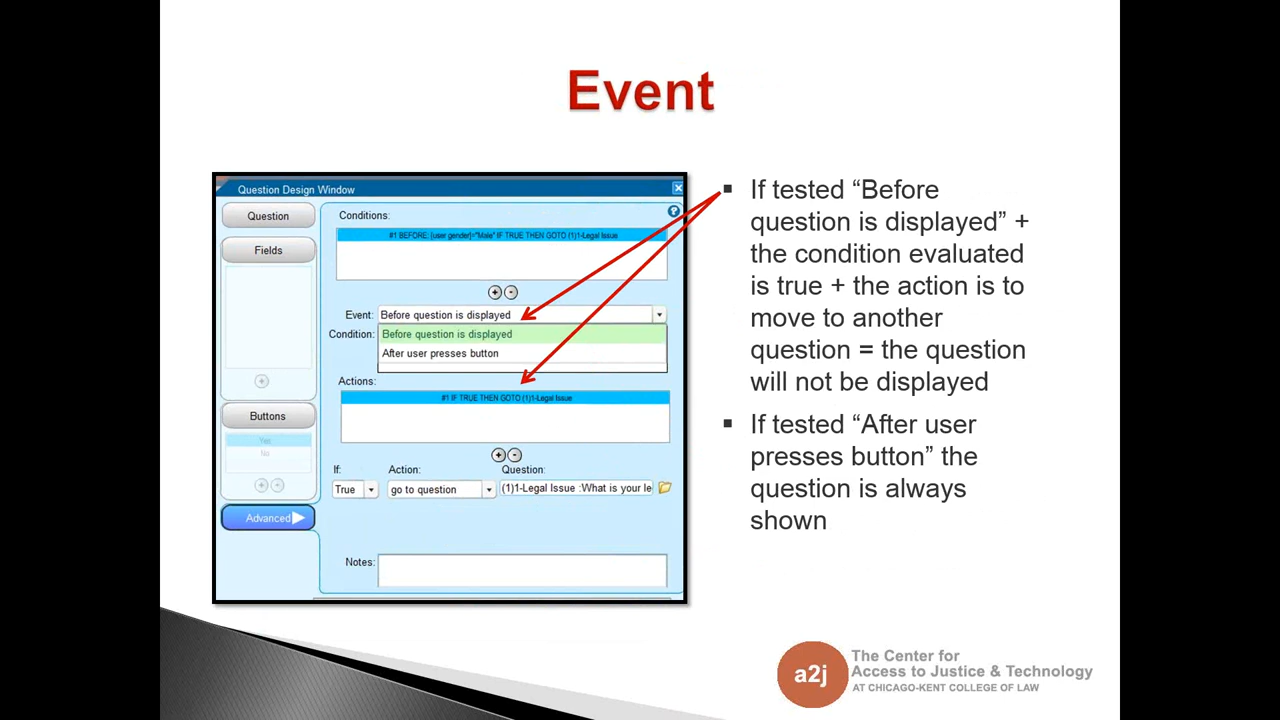 Event
Question Design Window
Question
Fields
Buttons
Yes
No
Advanced
Conditions:
#1 BEFORE: [user gender]="Male" IF TRUE THEN GOTO (1)1-Legal Issue
Event: Before question is displayed
Condition: Before question is displayed
After user presses button
Actions:
#1 IF TRUE THEN GOTO (1)1-Legal Issue
If: Action: Question:
True go to question (1)1-Legal Issue :What is your le
Notes:
▪ If tested “Before
question is displayed” +
the condition evaluated
is true + the action is to
move to another
question = the question
will not be displayed
▪ If tested “After user
presses button” the
question is always
shown
a2j
The Center for
Access to Justice & Technology
AT CHICAGO-KENT COLLEGE OF LAW